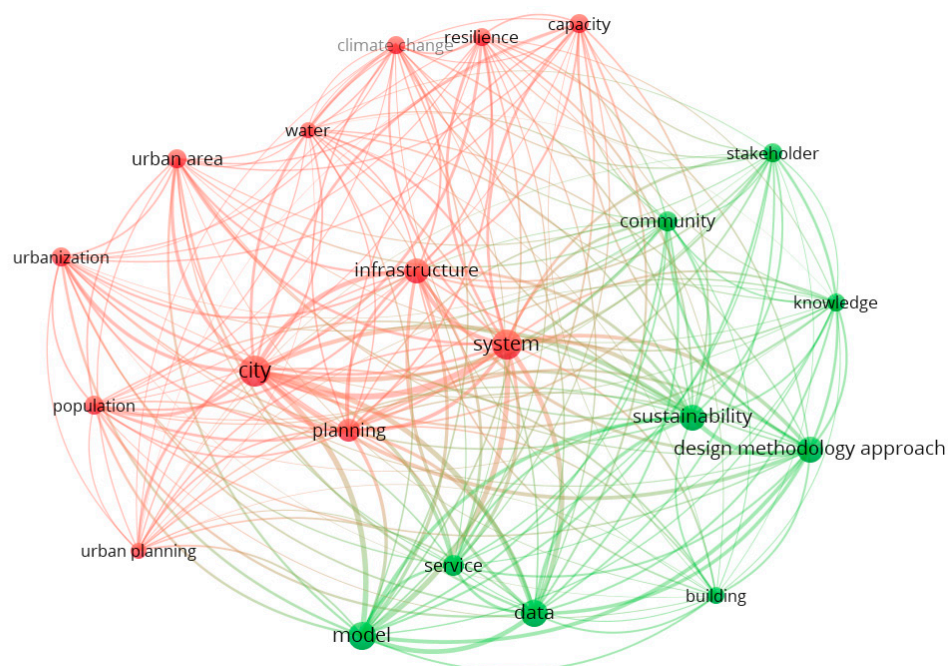 capacity
resilience
climate change
water
stakeholder
urban area
community
urbanization
infrastructure
knowledge
system
city
population
sustainability
planning
design methodology approach
urban planning
service
building
data
model